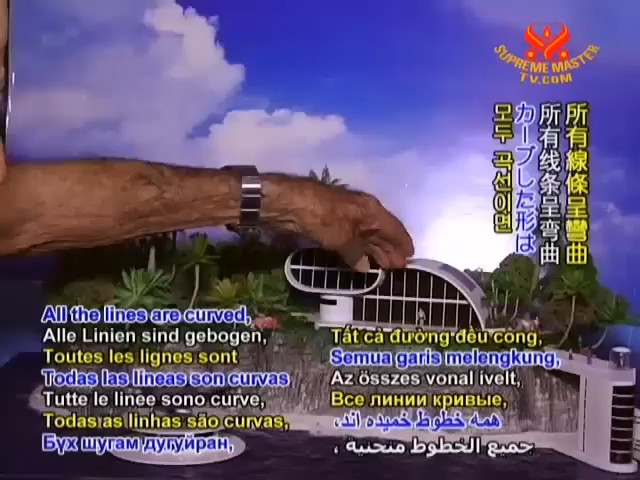 SUPREME MASTER
TV.COM
所有線條呈彎曲
所有线条呈弯曲
カーブした形は
모두 곡선이면
All the lines are curved,
Alle Linien sind gebogen,
Toutes les lignes sont
Todas las líneas son curvas
Tutte le linee sono curve,
Todas as linhas são curvas,
Бүх шугам дугуйран,
Tất cả đường đều cong,
Semua garis melengkung,
Az összes vonal ívelt,
Все линии кривые,
همه خطوط خمیده اند،
جميع الخطوط منحنية ،